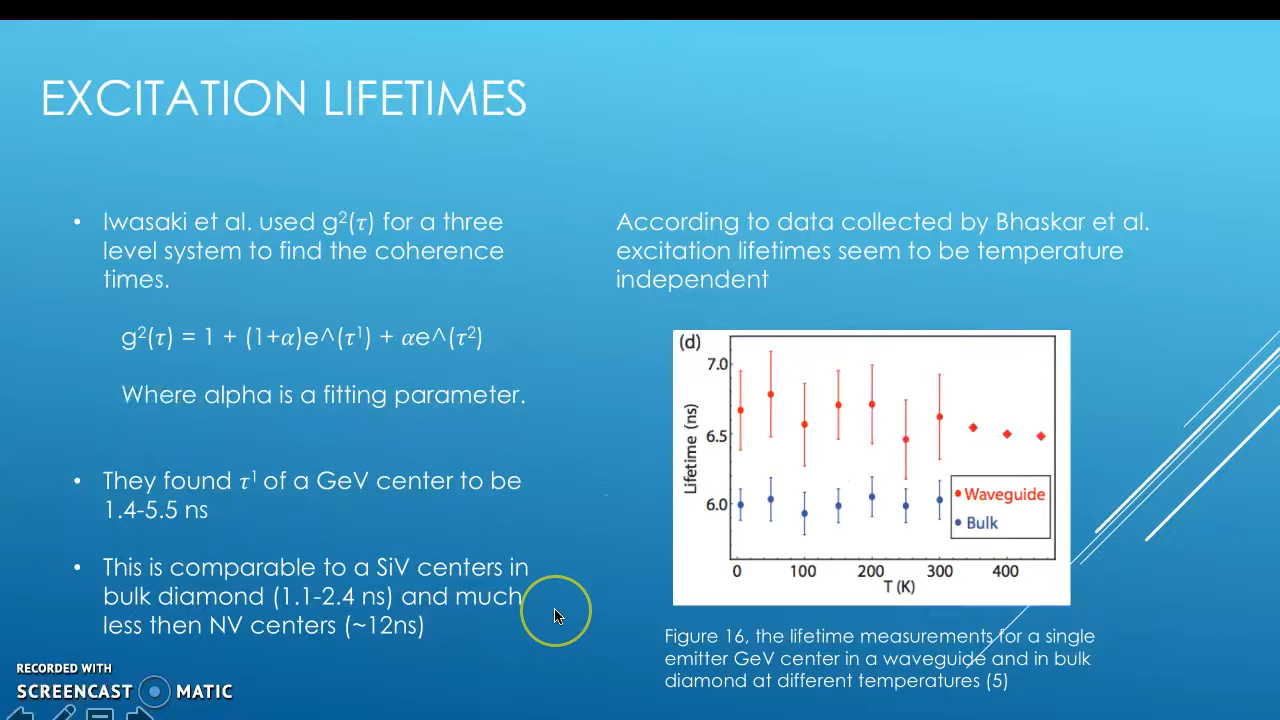 EXCITATION LIFETIMES
• Iwasaki et al. used g²(τ) for a three
level system to find the coherence
times.
g²(τ) = 1 + (1+α)e^(τ¹) + αe^(τ²)
Where alpha is a fitting parameter.
• They found τ¹ of a GeV center to be
1.4-5.5 ns
• This is comparable to a SiV centers in
bulk diamond (1.1-2.4 ns) and much
less then NV centers (~12ns)
According to data collected by Bhaskar et al.
excitation lifetimes seem to be temperature
independent
(d)
7.0
6.5
6.0
Lifetime (ns)
Waveguide
Bulk
0 100 200 300 400
T (K)
Figure 16, the lifetime measurements for a single
emitter GeV center in a waveguide and in bulk
diamond at different temperatures (5)
RECORDED WITH
SCREENCAST MATIC